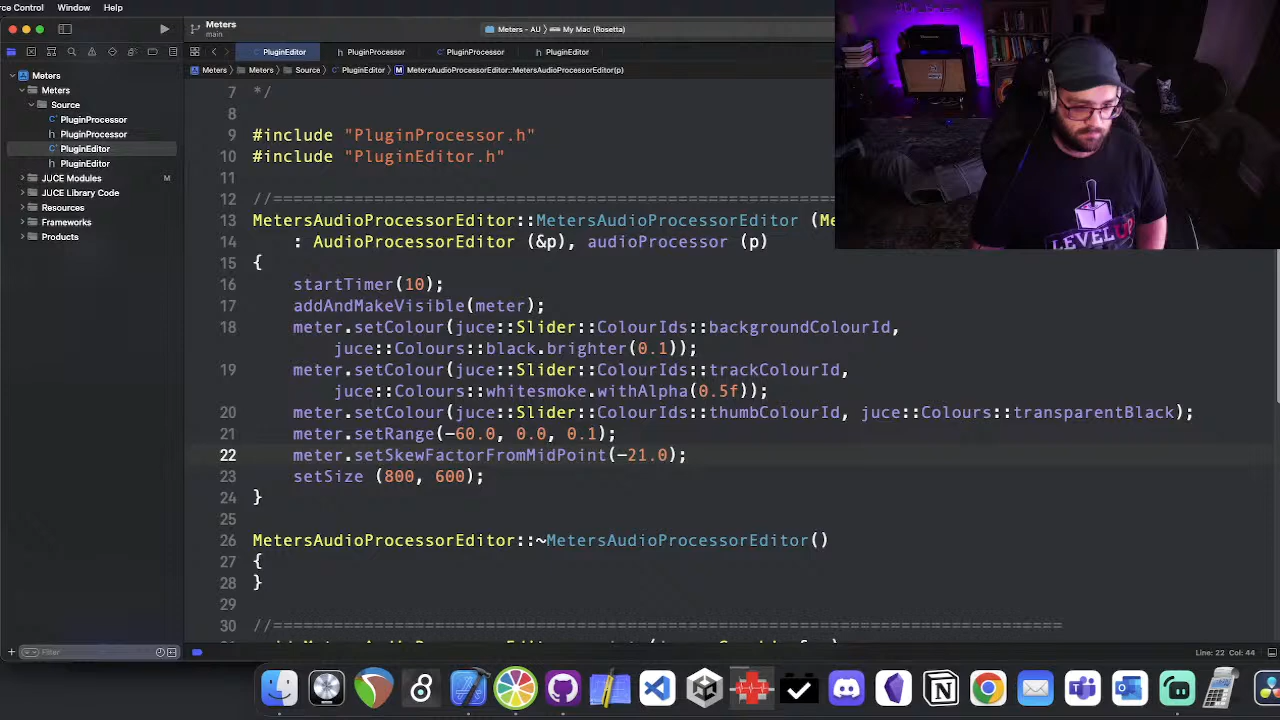 ce Control Window Help
Meters
main
Meters - AU
My Mac (Rosetta)
PluginEditor
PluginProcessor
PluginProcessor
PluginEditor
Meters
Meters
Source
PluginEditor
MetersAudioProcessorEditor::MetersAudioProcessorEditor(p)
Meters
Meters
Source
PluginProcessor
PluginProcessor
PluginEditor
PluginEditor
JUCE Modules M
JUCE Library Code
Resources
Frameworks
Products
7 */
8
9 #include "PluginProcessor.h"
10 #include "PluginEditor.h"
11
12 //==============================================================================
13 MetersAudioProcessorEditor::MetersAudioProcessorEditor (Me
14 : AudioProcessorEditor (&p), audioProcessor (p)
15 {
16 startTimer(10);
17 addAndMakeVisible(meter);
18 meter.setColour(juce::Slider::ColourIds::backgroundColourId,
juce::Colours::black.brighter(0.1));
19 meter.setColour(juce::Slider::ColourIds::trackColourId,
juce::Colours::whitesmoke.withAlpha(0.5f));
20 meter.setColour(juce::Slider::ColourIds::thumbColourId, juce::Colours::transparentBlack);
21 meter.setRange(-60.0, 0.0, 0.1);
22 meter.setSkewFactorFromMidPoint(-21.0);
23 setSize (800, 600);
24 }
25
26 MetersAudioProcessorEditor::~MetersAudioProcessorEditor()
27 {
28 }
29
30 //==============================================================================
Filter
Line: 22 Col: 44
LEVEL UP